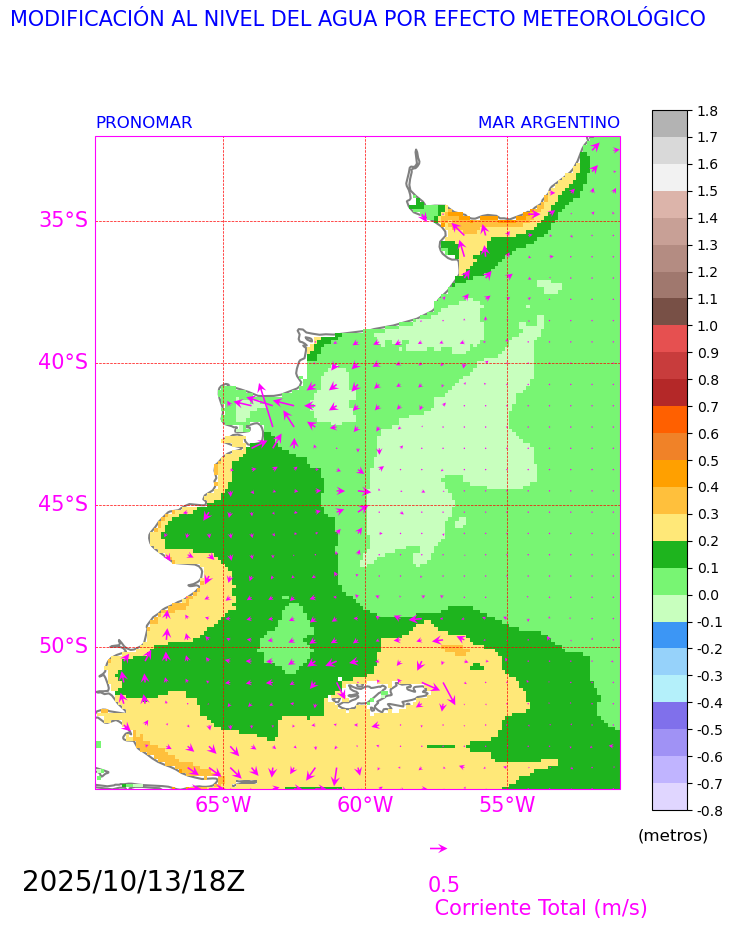 MODIFICACIÓN AL NIVEL DEL AGUA POR EFECTO METEOROLÓGICO
PRONOMAR MAR ARGENTINO
35°S
40°S
45°S
50°S
65°W 60°W 55°W
1.8
1.7
1.6
1.5
1.4
1.3
1.2
1.1
1.0
0.9
0.8
0.7
0.6
0.5
0.4
0.3
0.2
0.1
0.0
-0.1
-0.2
-0.3
-0.4
-0.5
-0.6
-0.7
-0.8
(metros)
2025/10/13/18Z
0.5
Corriente Total (m/s)